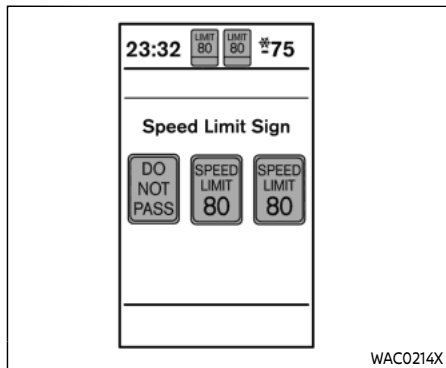 23:32 LIMIT 80 LIMIT 80 -75
Speed Limit Sign
DO SPEED SPEED
NOT LIMIT LIMIT
PASS 80 80
WAC0214X